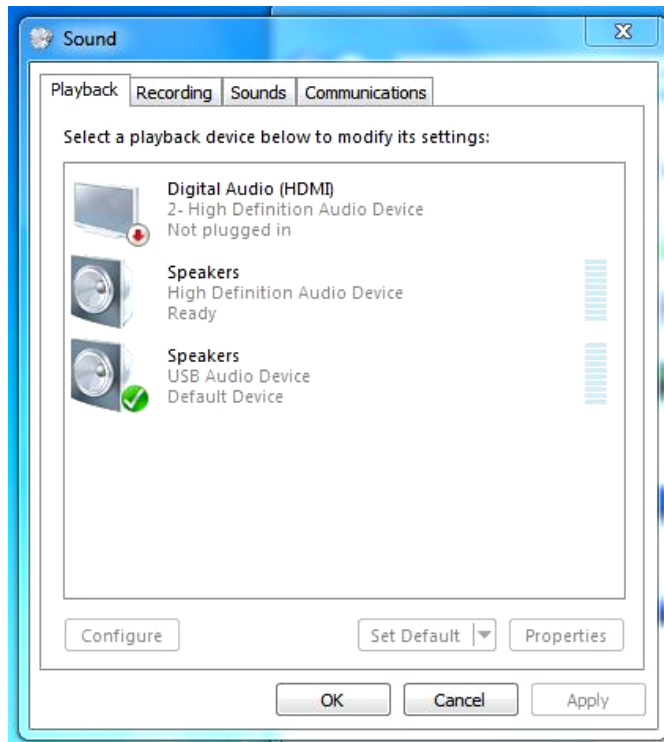 Sound
Playback Recording Sounds Communications
Select a playback device below to modify its settings:
Digital Audio (HDMI)
2- High Definition Audio Device
Not plugged in
Speakers
High Definition Audio Device
Ready
Speakers
USB Audio Device
Default Device
Configure Set Default Properties
OK Cancel Apply